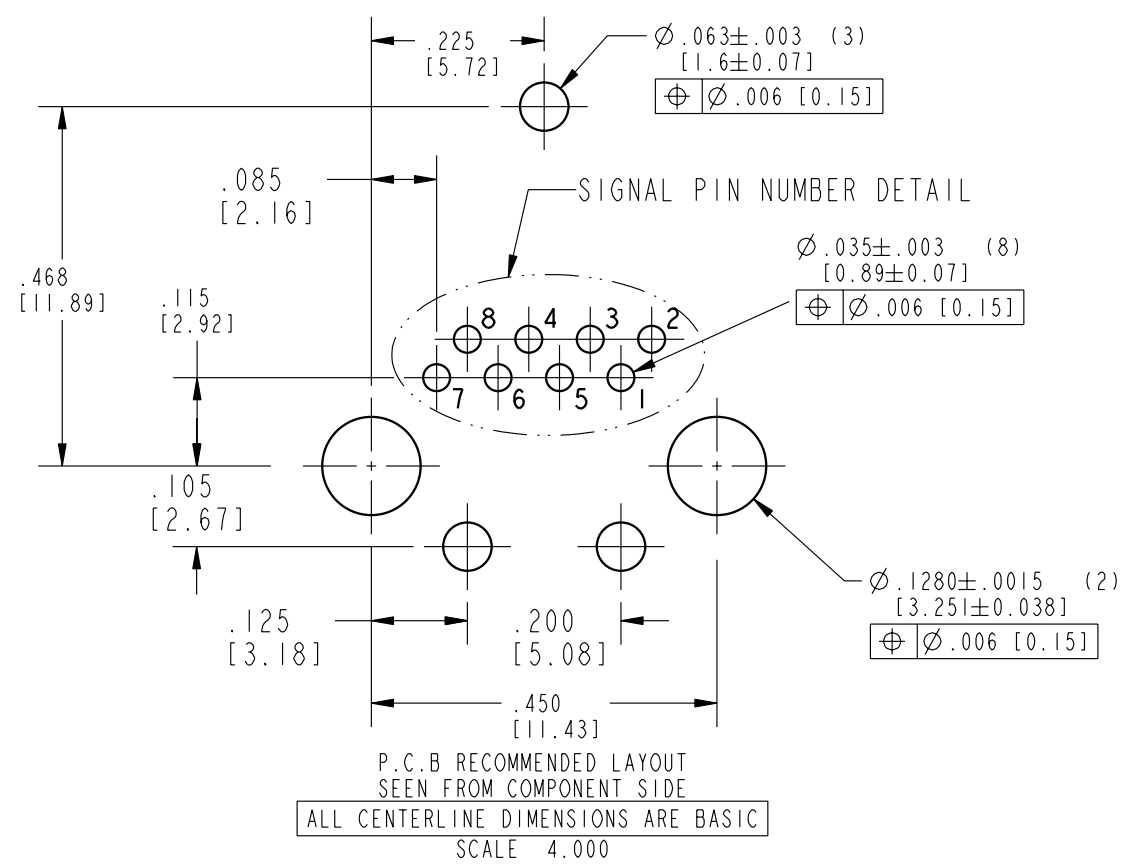 .225
[5.72]
Ø.063±.003 (3)
[1.6±0.07]
⌖ Ø.006 [0.15]
.085
[2.16]
SIGNAL PIN NUMBER DETAIL
Ø.035±.003 (8)
[0.89±0.07]
⌖ Ø.006 [0.15]
.468
[11.89]
.115
[2.92]
8 4 3 2
7 6 5 1
.105
[2.67]
Ø.1280±.0015 (2)
[3.251±0.038]
⌖ Ø.006 [0.15]
.125
[3.18]
.200
[5.08]
.450
[11.43]
P.C.B RECOMMENDED LAYOUT
SEEN FROM COMPONENT SIDE
ALL CENTERLINE DIMENSIONS ARE BASIC
SCALE 4.000